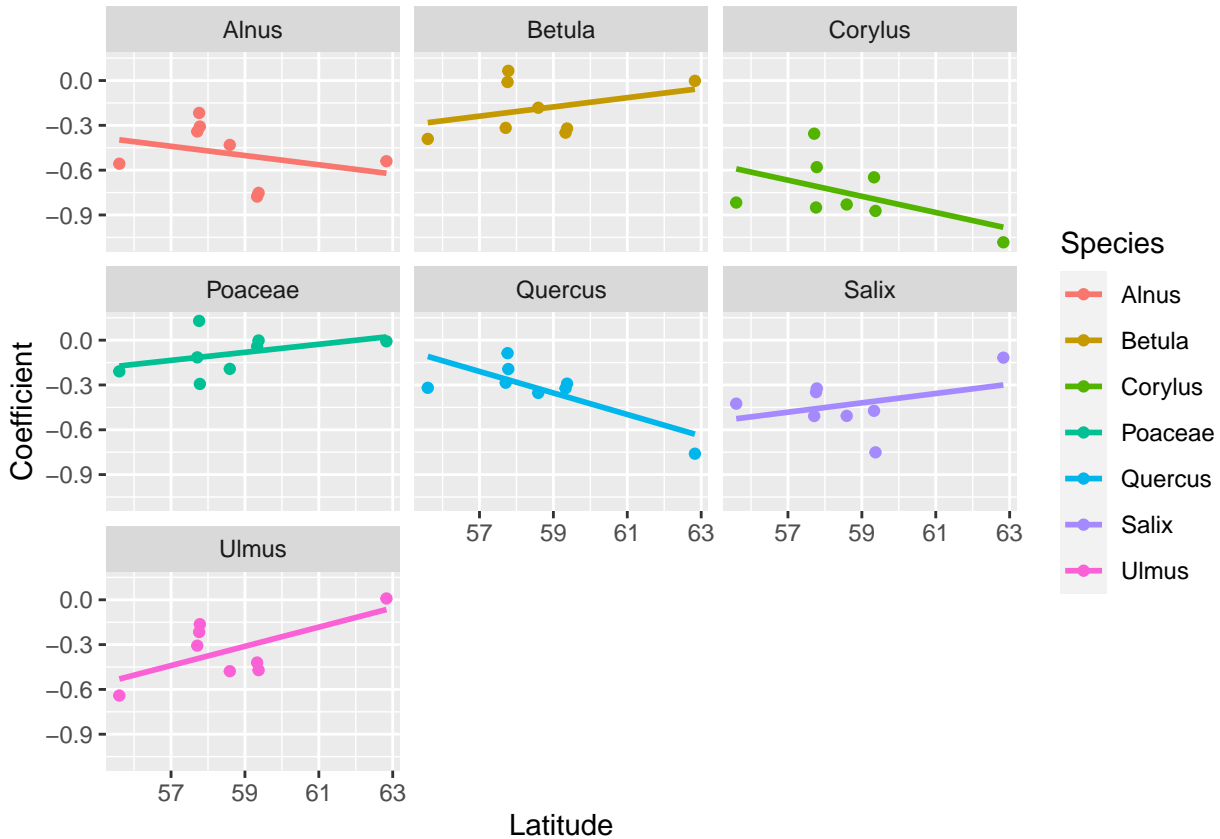 Alnus Betula Corylus
0.0
−0.3
−0.6
−0.9
Poaceae Quercus Salix
0.0
−0.3
−0.6
−0.9
57 59 61 63 57 59 61 63
Ulmus
0.0
−0.3
−0.6
−0.9
57 59 61 63
Latitude
Coefficient
Species
Alnus
Betula
Corylus
Poaceae
Quercus
Salix
Ulmus